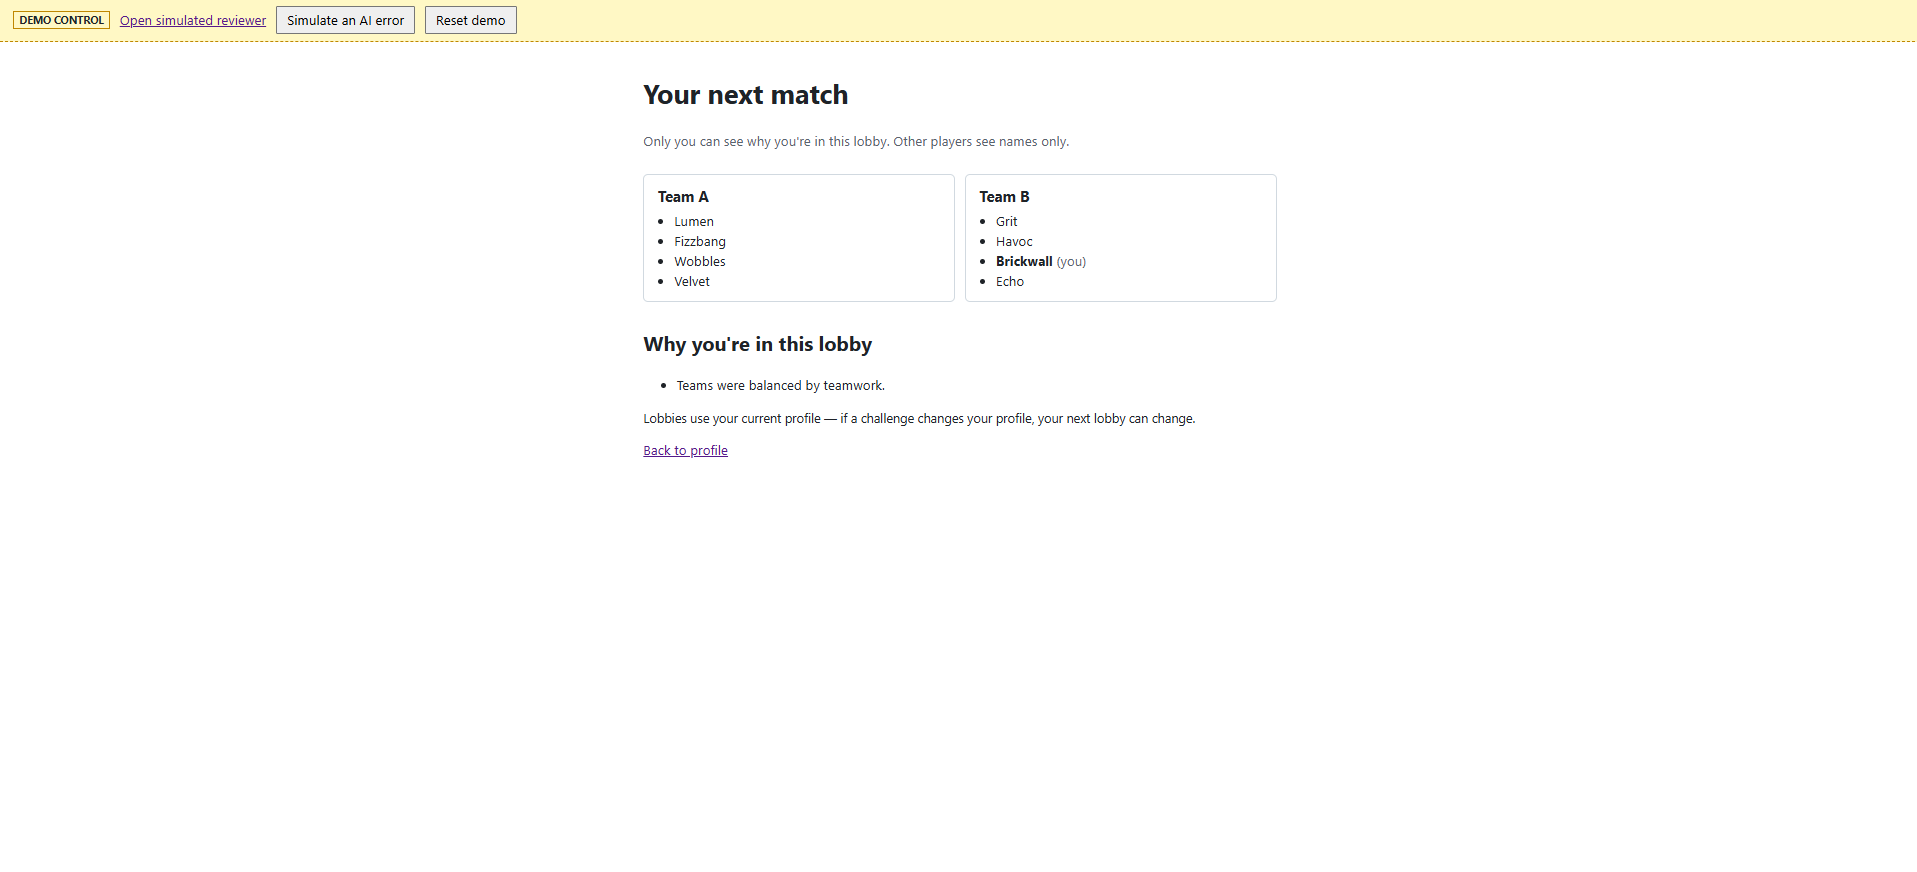 DEMO CONTROL Open simulated reviewer Simulate an AI error Reset demo
Your next match
Only you can see why you're in this lobby. Other players see names only.
Team A
Lumen
Fizzbang
Wobbles
Velvet
Team B
Grit
Havoc
Brickwall (you)
Echo
Why you're in this lobby
Teams were balanced by teamwork.
Lobbies use your current profile — if a challenge changes your profile, your next lobby can change.
Back to profile